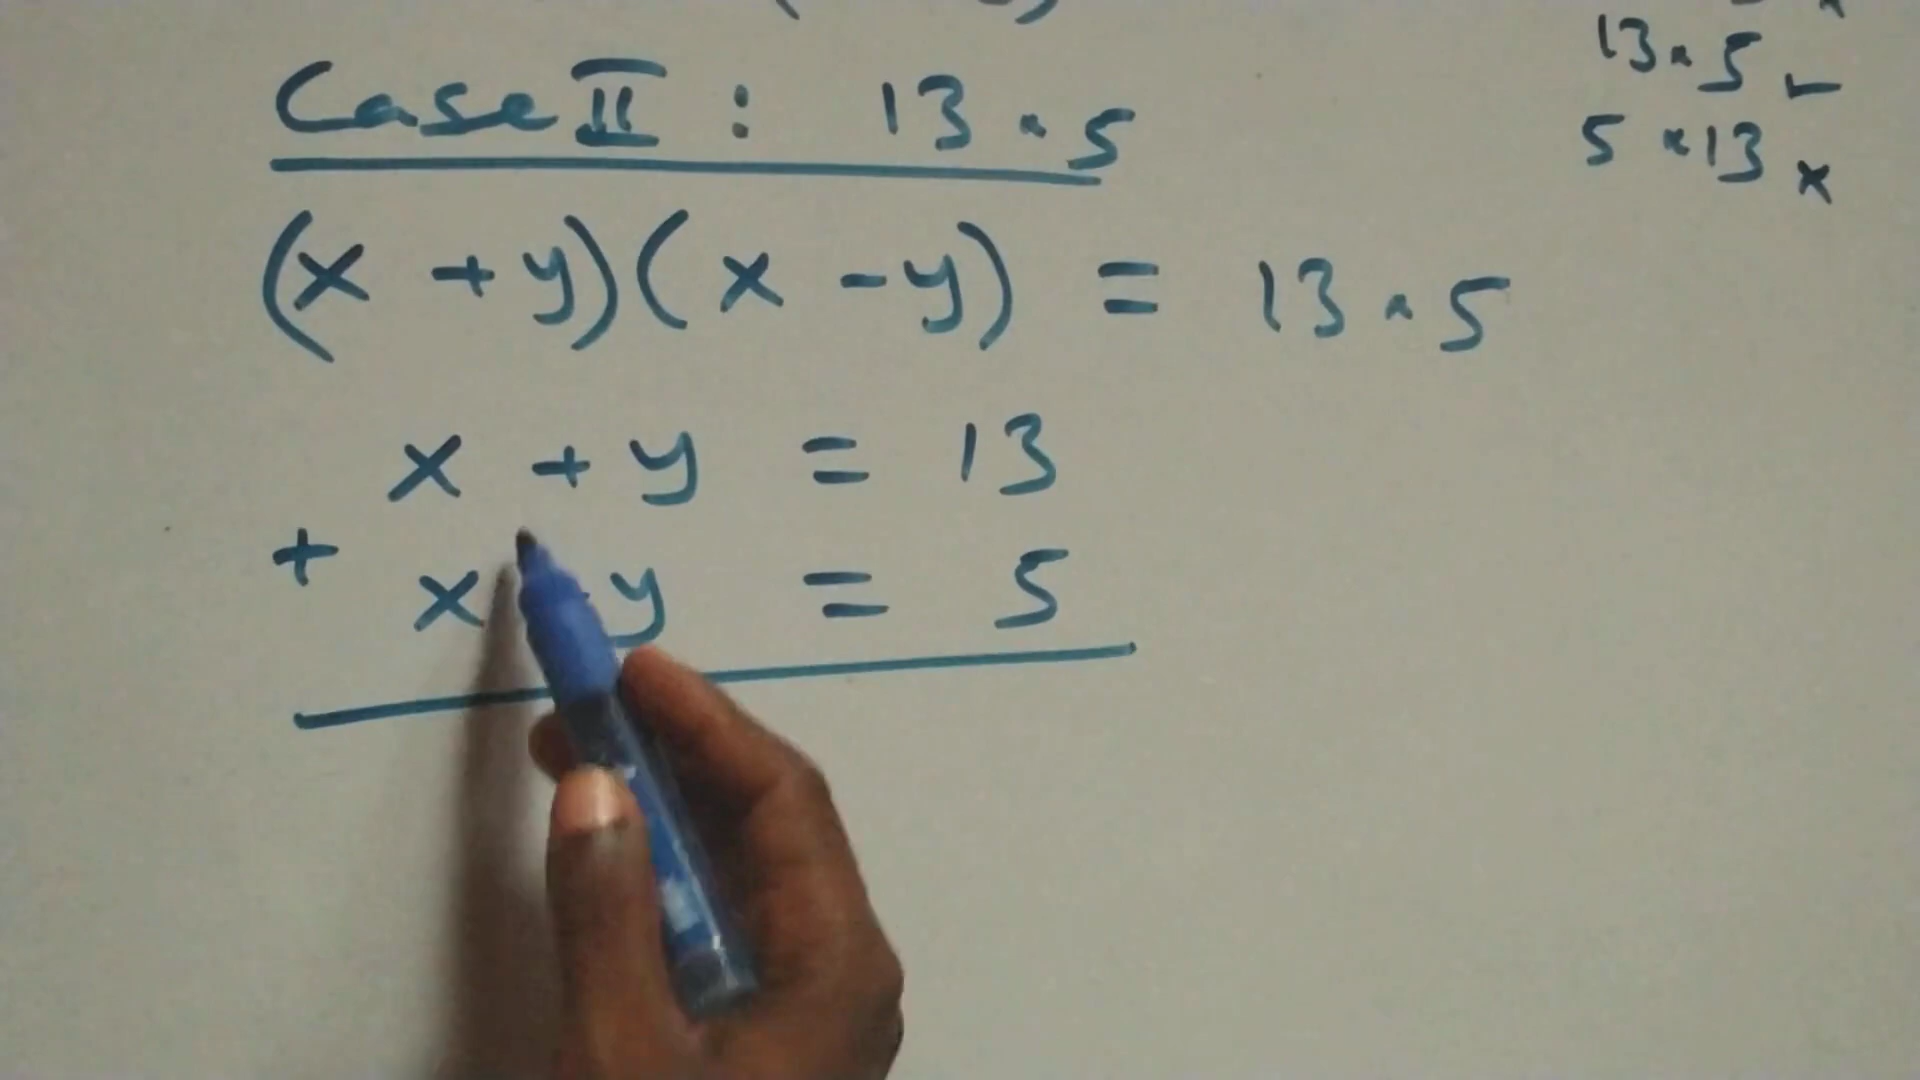 Case II : 13 × 5
(x + y)(x - y) = 13 × 5
x + y = 13
+ x - y = 5
13 × 5 ✓
5 × 13 ×